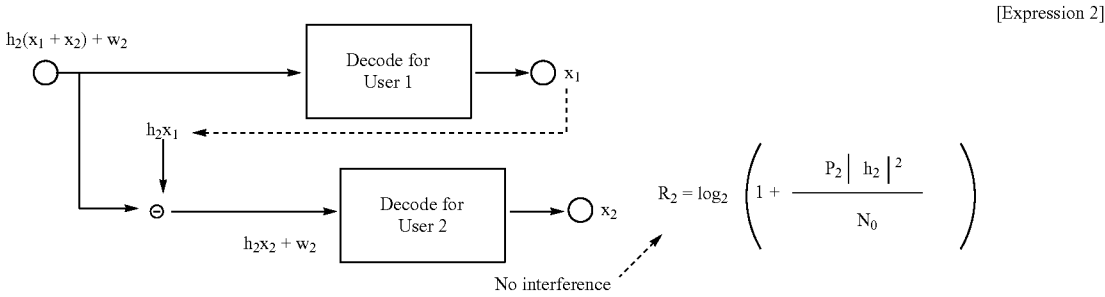 [Expression 2]
h₂(x₁ + x₂) + w₂
Decode for
User 1
x₁
h₂x₁
⊖
Decode for
User 2
x₂
h₂x₂ + w₂
No interference
R₂ = log₂ (1 + P₂|h₂|² / N₀)